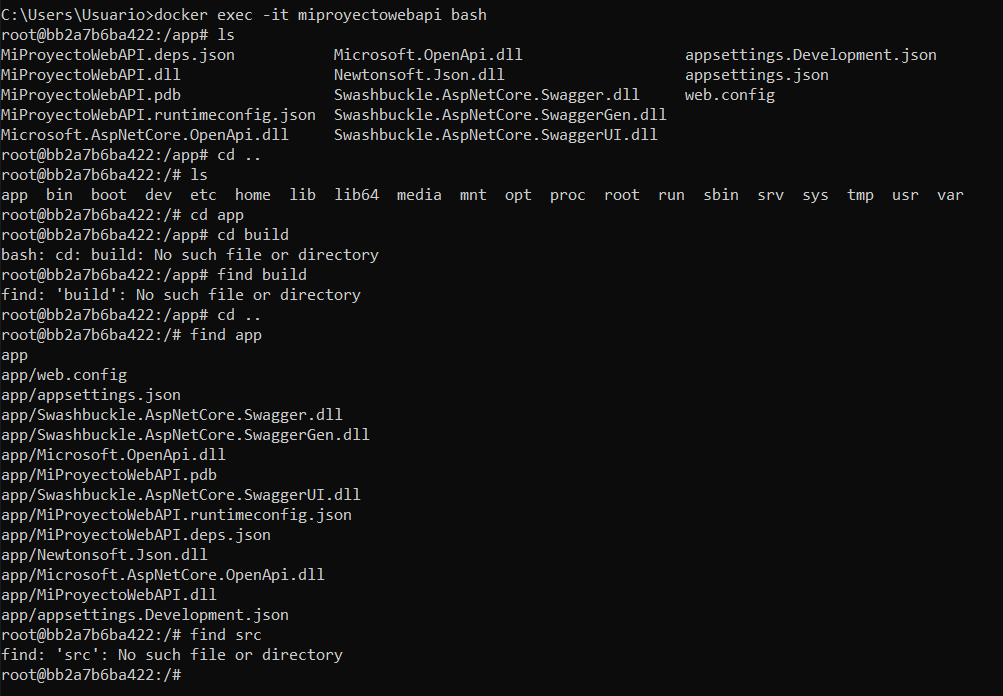 C:\Users\Usuario>docker exec -it miproyectowebapi bash
root@bb2a7b6ba422:/app# ls
MiProyectoWebAPI.deps.json           Microsoft.OpenApi.dll                  appsettings.Development.json
MiProyectoWebAPI.dll                 Newtonsoft.Json.dll                    appsettings.json
MiProyectoWebAPI.pdb                 Swashbuckle.AspNetCore.Swagger.dll     web.config
MiProyectoWebAPI.runtimeconfig.json  Swashbuckle.AspNetCore.SwaggerGen.dll
Microsoft.AspNetCore.OpenApi.dll     Swashbuckle.AspNetCore.SwaggerUI.dll
root@bb2a7b6ba422:/app# cd ..
root@bb2a7b6ba422:/# ls
app  bin  boot  dev  etc  home  lib  lib64  media  mnt  opt  proc  root  run  sbin  srv  sys  tmp  usr  var
root@bb2a7b6ba422:/# cd app
root@bb2a7b6ba422:/app# cd build
bash: cd: build: No such file or directory
root@bb2a7b6ba422:/app# find build
find: 'build': No such file or directory
root@bb2a7b6ba422:/app# cd ..
root@bb2a7b6ba422:/# find app
app
app/web.config
app/appsettings.json
app/Swashbuckle.AspNetCore.Swagger.dll
app/Swashbuckle.AspNetCore.SwaggerGen.dll
app/Microsoft.OpenApi.dll
app/MiProyectoWebAPI.pdb
app/Swashbuckle.AspNetCore.SwaggerUI.dll
app/MiProyectoWebAPI.runtimeconfig.json
app/MiProyectoWebAPI.deps.json
app/Newtonsoft.Json.dll
app/Microsoft.AspNetCore.OpenApi.dll
app/MiProyectoWebAPI.dll
app/appsettings.Development.json
root@bb2a7b6ba422:/# find src
find: 'src': No such file or directory
root@bb2a7b6ba422:/#